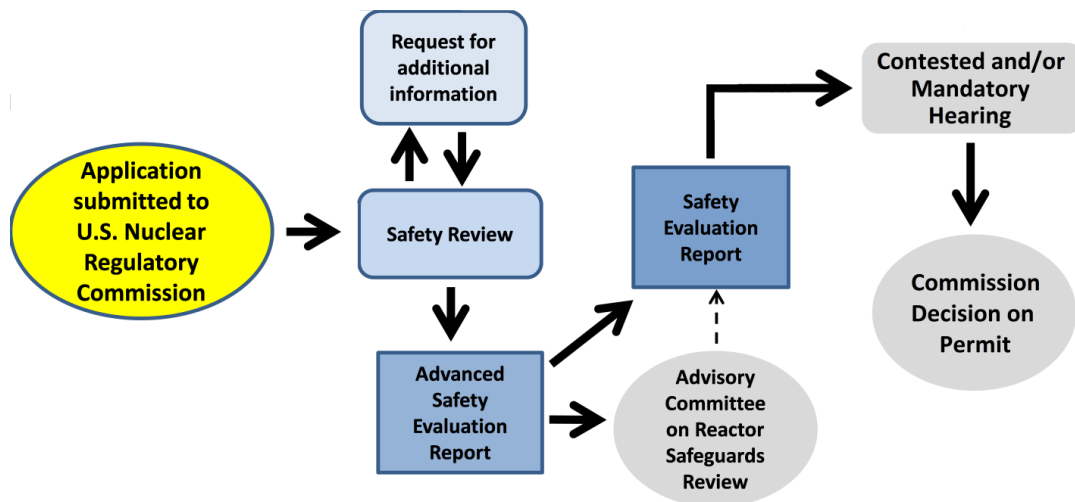 Application
submitted to
U.S. Nuclear
Regulatory
Commission
Request for
additional
information
Safety Review
Advanced
Safety
Evaluation
Report
Safety
Evaluation
Report
Advisory
Committee
on Reactor
Safeguards
Review
Contested and/or
Mandatory
Hearing
Commission
Decision on
Permit